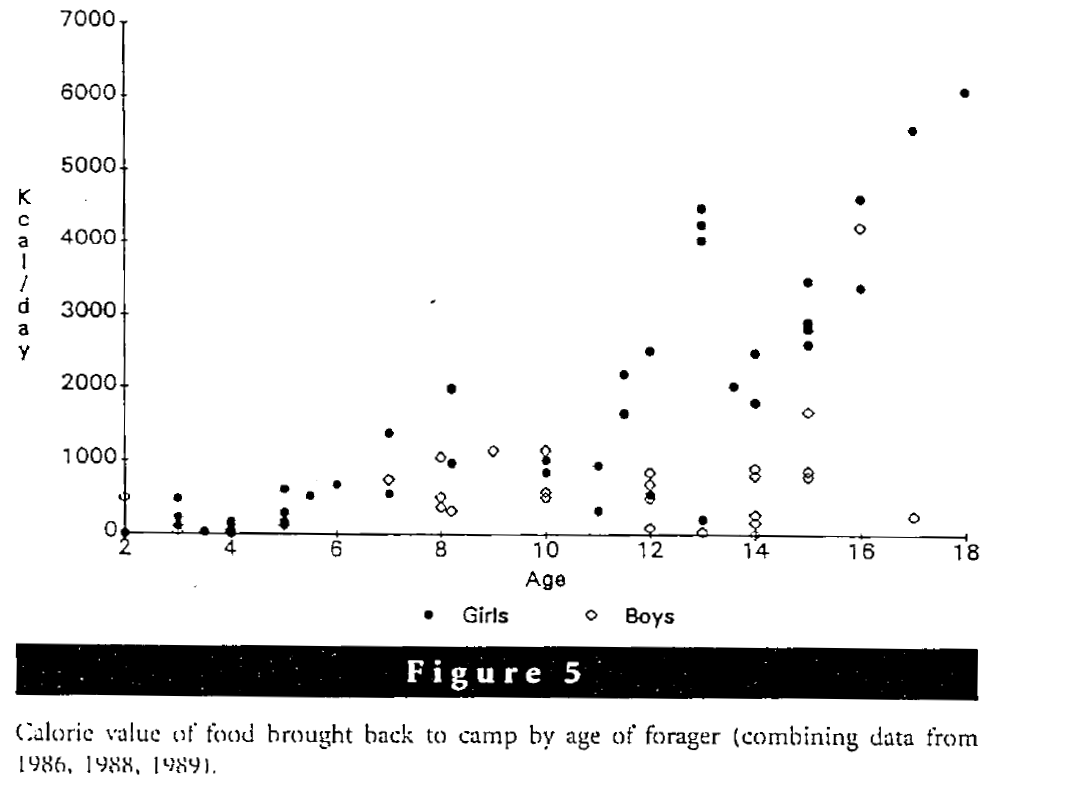 7000
6000
5000
4000
3000
2000
1000
0
Kcal/day
2 4 6 8 10 12 14 16 18
Age
Girls Boys
Figure 5
Caloric value of food brought back to camp by age of forager (combining data from
1986, 1988, 1989).